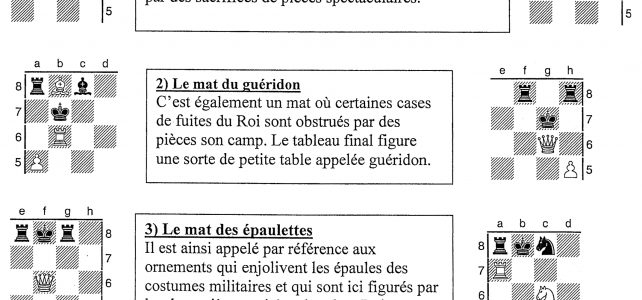 par des sacrifices de pièces spectaculaires.
5
5
a b c d
8
7
6
5
2) Le mat du guéridon
C'est également un mat où certaines cases
de fuites du Roi sont obstrués par des
pièces son camp. Le tableau final figure
une sorte de petite table appelée guéridon.
e f g h
8
7
6
5
e f g h
8
7
6
3) Le mat des épaulettes
Il est ainsi appelé par référence aux
ornements qui enjolivent les épaules des
costumes militaires et qui sont ici figurés par
a b c d
8
7
6